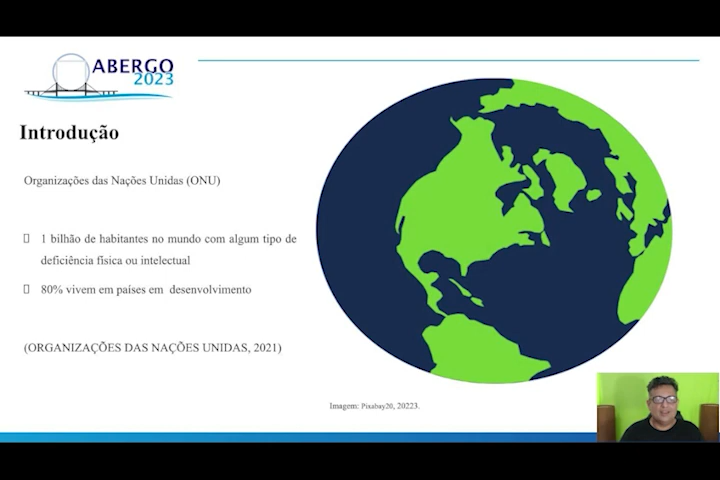 ABERGO
2023
Introdução
Organizações das Nações Unidas (ONU)
1 bilhão de habitantes no mundo com algum tipo de
deficiência física ou intelectual
80% vivem em países em desenvolvimento
(ORGANIZAÇÕES DAS NAÇÕES UNIDAS, 2021)
Imagem: Pixabay20, 20223.